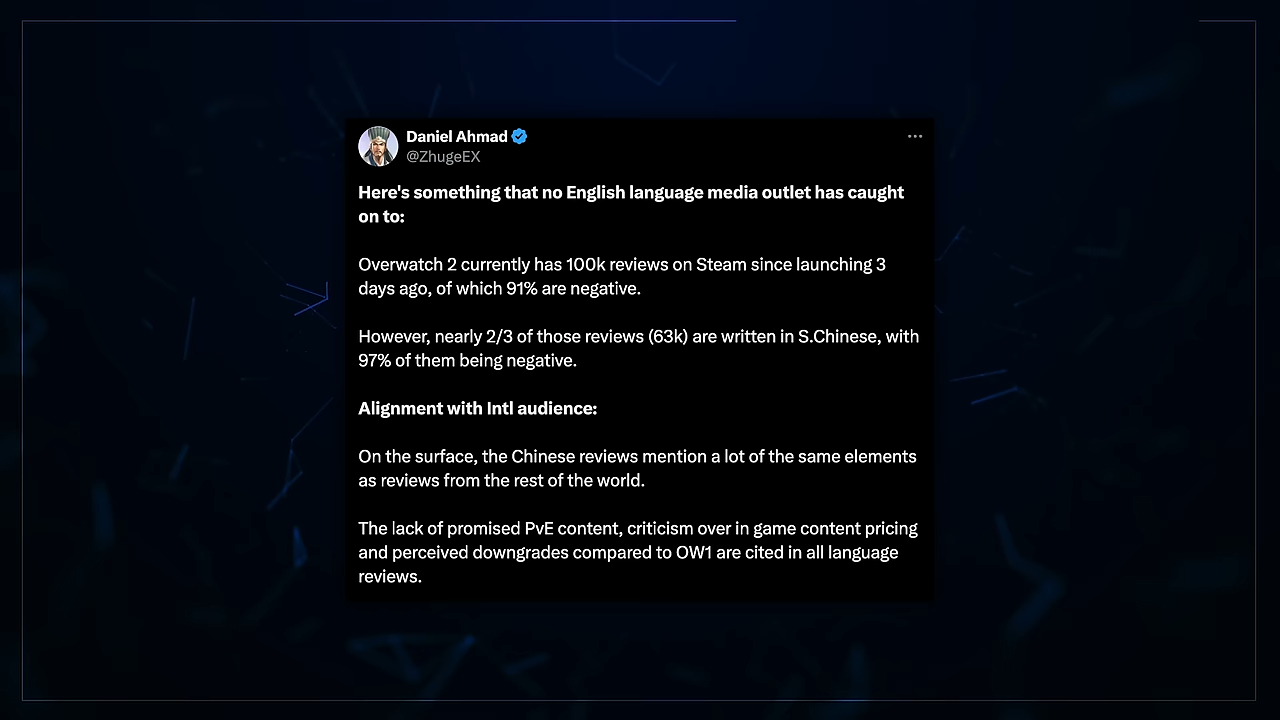 Daniel Ahmad
@ZhugeEX
Here's something that no English language media outlet has caught
on to:
Overwatch 2 currently has 100k reviews on Steam since launching 3
days ago, of which 91% are negative.
However, nearly 2/3 of those reviews (63k) are written in S.Chinese, with
97% of them being negative.
Alignment with Intl audience:
On the surface, the Chinese reviews mention a lot of the same elements
as reviews from the rest of the world.
The lack of promised PvE content, criticism over in game content pricing
and perceived downgrades compared to OW1 are cited in all language
reviews.